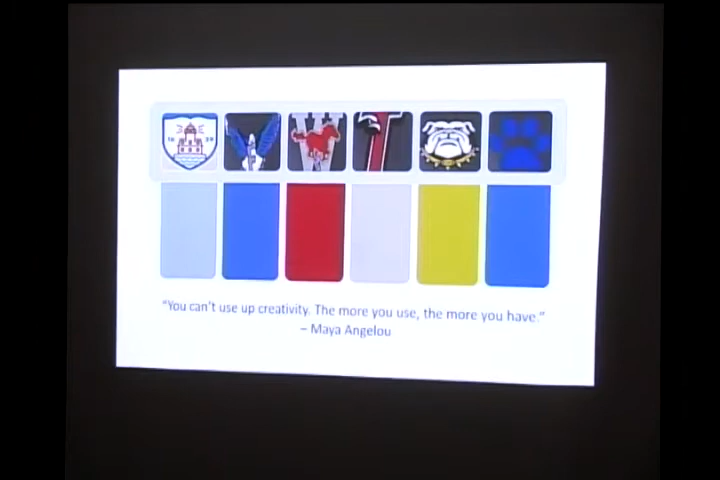 W
“You can't use up creativity. The more you use, the more you have.”
– Maya Angelou